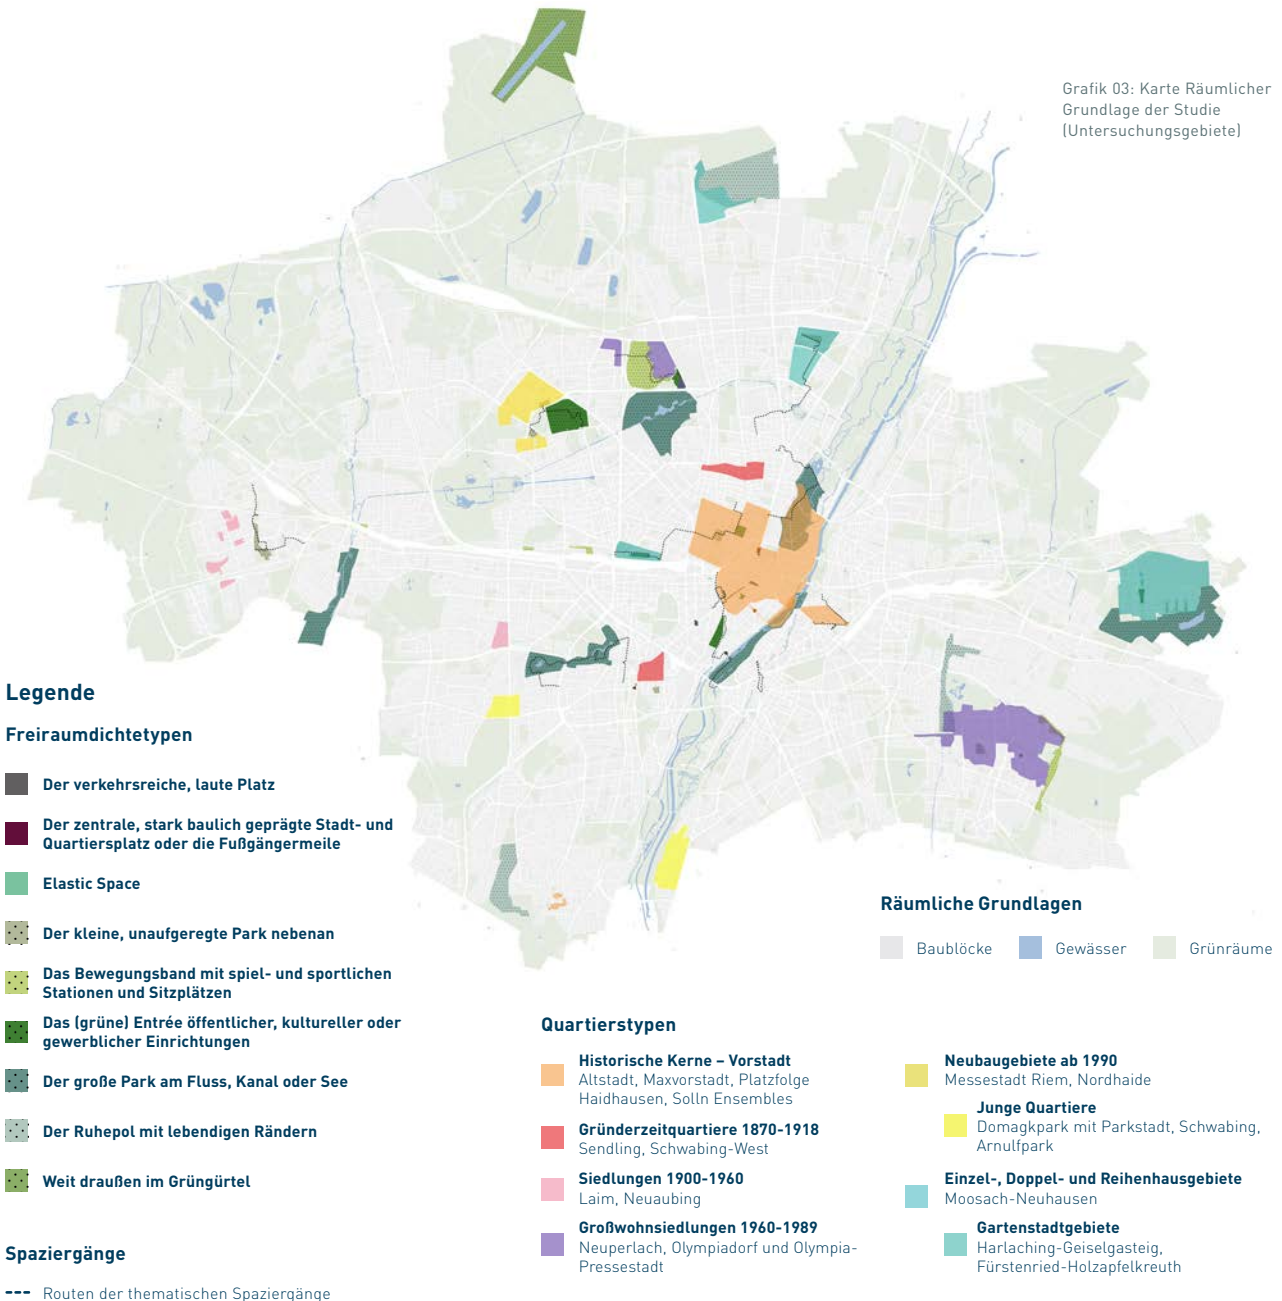 Grafik 03: Karte Räumlicher
Grundlage der Studie
(Untersuchungsgebiete)
Legende
Freiraumdichtetypen
Der verkehrsreiche, laute Platz
Der zentrale, stark baulich geprägte Stadt- und
Quartiersplatz oder die Fußgängermeile
Elastic Space
Der kleine, unaufgeregte Park nebenan
Das Bewegungsband mit spiel- und sportlichen
Stationen und Sitzplätzen
Das (grüne) Entrée öffentlicher, kultureller oder
gewerblicher Einrichtungen
Der große Park am Fluss, Kanal oder See
Der Ruhepol mit lebendigen Rändern
Weit draußen im Grüngürtel
Spaziergänge
Routen der thematischen Spaziergänge
Räumliche Grundlagen
Baublöcke
Gewässer
Grünräume
Quartierstypen
Historische Kerne – Vorstadt
Altstadt, Maxvorstadt, Platzfolge
Haidhausen, Solln Ensembles
Gründerzeitquartiere 1870-1918
Sendling, Schwabing-West
Siedlungen 1900-1960
Laim, Neuaubing
Großwohnsiedlungen 1960-1989
Neuperlach, Olympiadorf und Olympia-
Pressestadt
Neubaugebiete ab 1990
Messestadt Riem, Nordhaide
Junge Quartiere
Domagkpark mit Parkstadt, Schwabing,
Arnulfpark
Einzel-, Doppel- und Reihenhausgebiete
Moosach-Neuhausen
Gartenstadtgebiete
Harlaching-Geiselgasteig,
Fürstenried-Holzapfelkreuth